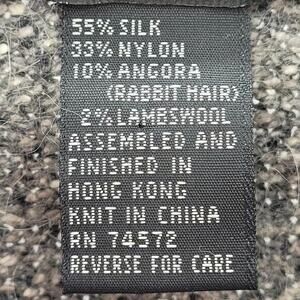 55% SILK
33% NYLON
10% ANGORA
(RABBIT HAIR)
2% LAMBSWOOL
ASSEMBLED AND
FINISHED IN
HONG KONG
KNIT IN CHINA
RN 74572
REVERSE FOR CARE